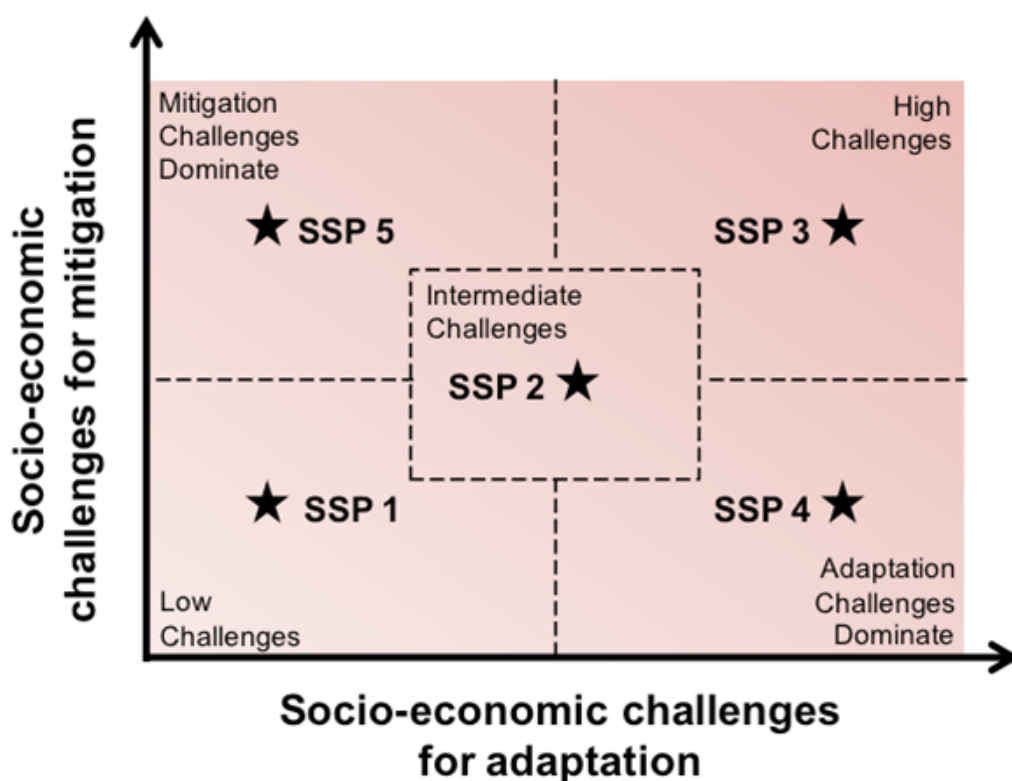 Socio-economic
challenges for mitigation
Mitigation
Challenges
Dominate
High
Challenges
SSP 5
SSP 3
Intermediate
Challenges
SSP 2
SSP 1
SSP 4
Low
Challenges
Adaptation
Challenges
Dominate
Socio-economic challenges
for adaptation